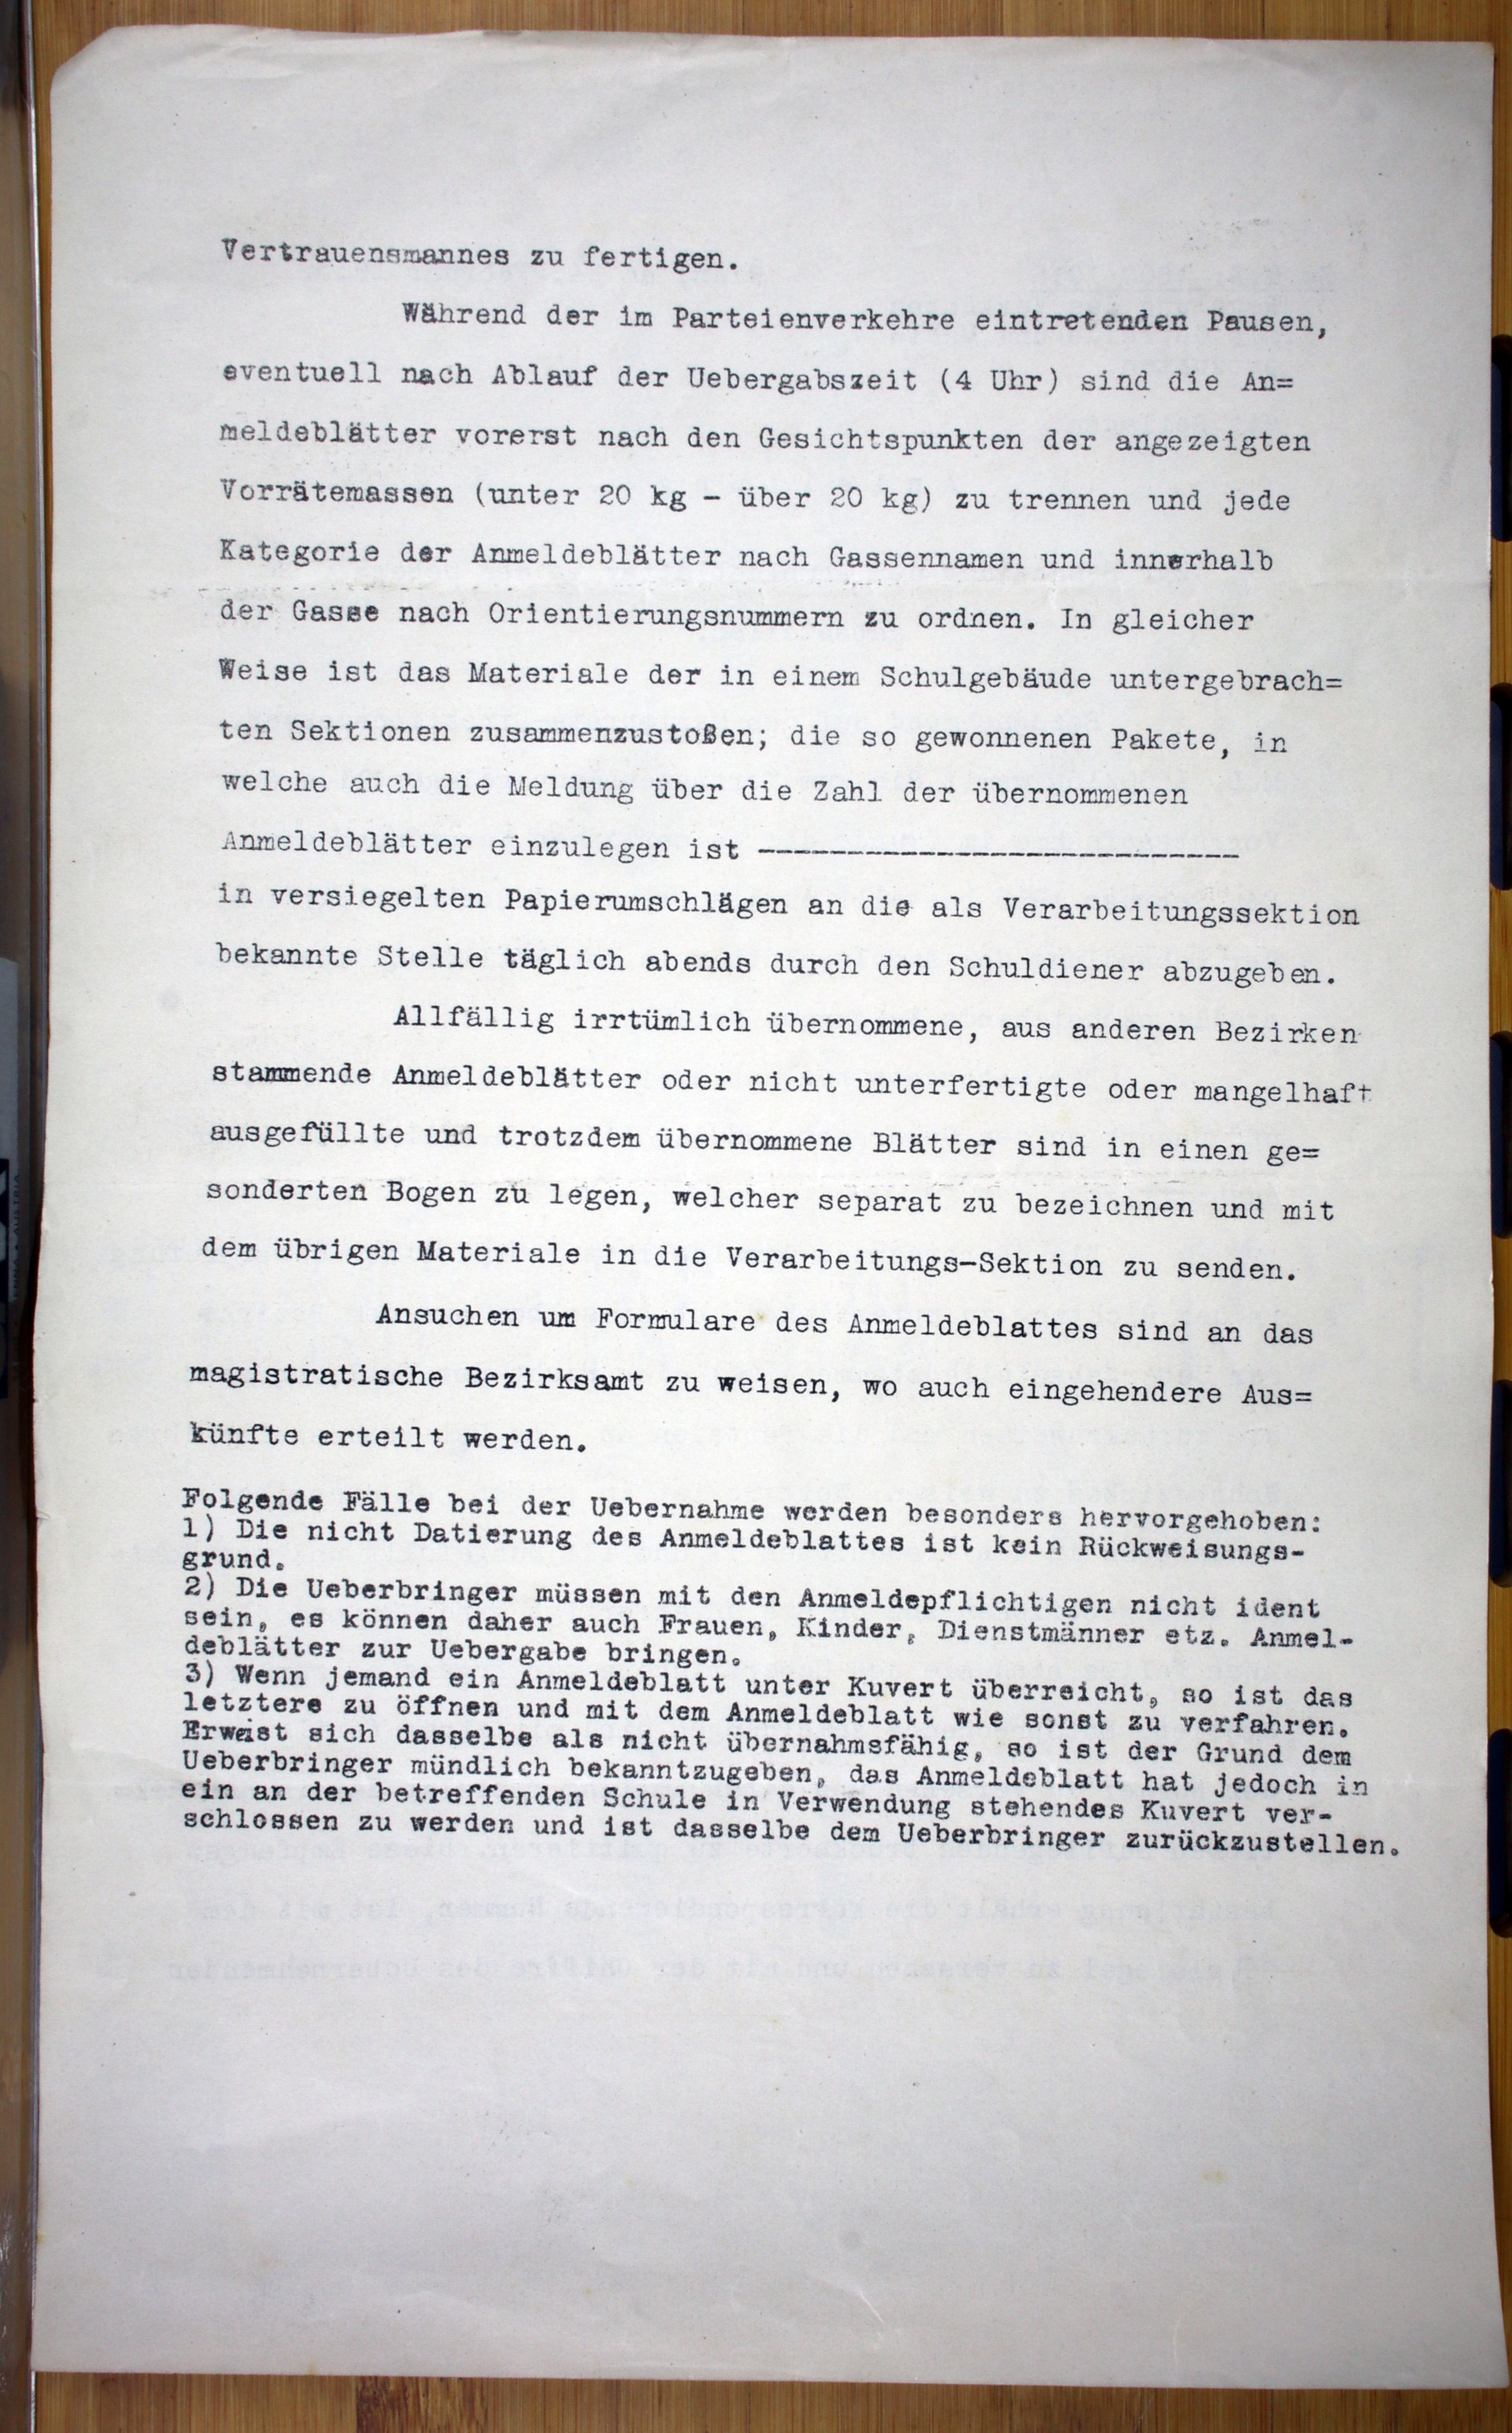 Vertrauensmannes zu fertigen.
Während der im Parteienverkehre eintretenden Pausen,
eventuell nach Ablauf der Uebergabszeit (4 Uhr) sind die An=
meldeblätter vorerst nach den Gesichtspunkten der angezeigten
Vorrätemassen (unter 20 kg - über 20 kg) zu trennen und jede
Kategorie der Anmeldeblätter nach Gassennamen und innerhalb
der Gasse nach Orientierungsnummern zu ordnen. In gleicher
Weise ist das Materiale der in einem Schulgebäude untergebrach=
ten Sektionen zusammenzustoßen; die so gewonnenen Pakete, in
welche auch die Meldung über die Zahl der übernommenen
Anmeldeblätter einzulegen ist ---------------------------
in versiegelten Papierumschlägen an die als Verarbeitungssektion
bekannte Stelle täglich abends durch den Schuldiener abzugeben.
Allfällig irrtümlich übernommene, aus anderen Bezirken
stammende Anmeldeblätter oder nicht unterfertigte oder mangelhaft
ausgefüllte und trotzdem übernommene Blätter sind in einen ge=
sonderten Bogen zu legen, welcher separat zu bezeichnen und mit
dem übrigen Materiale in die Verarbeitungs-Sektion zu senden.
Ansuchen um Formulare des Anmeldeblattes sind an das
magistratische Bezirksamt zu weisen, wo auch eingehendere Aus=
künfte erteilt werden.
Folgende Fälle bei der Uebernahme werden besonders hervorgehoben:
1) Die nicht Datierung des Anmeldeblattes ist kein Rückweisungs-
grund.
2) Die Ueberbringer müssen mit den Anmeldepflichtigen nicht ident
sein, es können daher auch Frauen, Kinder, Dienstmänner etz. Anmel-
deblätter zur Uebergabe bringen.
3) Wenn jemand ein Anmeldeblatt unter Kuvert überreicht, so ist das
letztere zu öffnen und mit dem Anmeldeblatt wie sonst zu verfahren.
Erweist sich dasselbe als nicht übernahmsfähig, so ist der Grund dem
Ueberbringer mündlich bekanntzugeben, das Anmeldeblatt hat jedoch in
ein an der betreffenden Schule in Verwendung stehendes Kuvert ver-
schlossen zu werden und ist dasselbe dem Ueberbringer zurückzustellen.